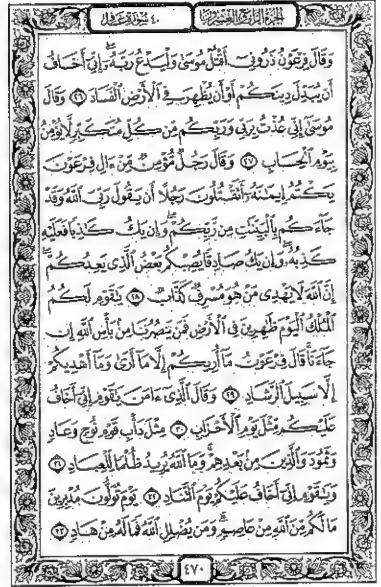 الجزء الرابع والعشرون
٤٠ سورة غافر
وَقَالَ فِرْعَوْنُ ذَرُونِىٓ أَقْتُلْ مُوسَىٰ وَلْيَدْعُ رَبَّهُۥٓ إِنِّىٓ أَخَافُ
أَن يُبَدِّلَ دِينَكُمْ أَوْ أَن يُظْهِرَ فِى ٱلْأَرْضِ ٱلْفَسَادَ ٢٦ وَقَالَ
مُوسَىٰٓ إِنِّى عُذْتُ بِرَبِّى وَرَبِّكُم مِّن كُلِّ مُتَكَبِّرٍ لَّا يُؤْمِنُ
بِيَوْمِ ٱلْحِسَابِ ٢٧ وَقَالَ رَجُلٌ مُّؤْمِنٌ مِّنْ ءَالِ فِرْعَوْنَ
يَكْتُمُ إِيمَٰنَهُۥٓ أَتَقْتُلُونَ رَجُلًا أَن يَقُولَ رَبِّىَ ٱللَّهُ وَقَدْ
جَآءَكُم بِٱلْبَيِّنَٰتِ مِن رَّبِّكُمْ ۖ وَإِن يَكُ كَٰذِبًا فَعَلَيْهِ
كَذِبُهُۥ ۖ وَإِن يَكُ صَادِقًا يُصِبْكُم بَعْضُ ٱلَّذِى يَعِدُكُمْ ۖ
إِنَّ ٱللَّهَ لَا يَهْدِى مَنْ هُوَ مُسْرِفٌ كَذَّابٌ ٢٨ يَٰقَوْمِ لَكُمُ
ٱلْمُلْكُ ٱلْيَوْمَ ظَٰهِرِينَ فِى ٱلْأَرْضِ فَمَن يَنصُرُنَا مِنۢ بَأْسِ ٱللَّهِ إِن
جَآءَنَا ۚ قَالَ فِرْعَوْنُ مَآ أُرِيكُمْ إِلَّا مَآ أَرَىٰ وَمَآ أَهْدِيكُمْ
إِلَّا سَبِيلَ ٱلرَّشَادِ ٢٩ وَقَالَ ٱلَّذِىٓ ءَامَنَ يَٰقَوْمِ إِنِّىٓ أَخَافُ
عَلَيْكُم مِّثْلَ يَوْمِ ٱلْأَحْزَابِ ٣٠ مِثْلَ دَأْبِ قَوْمِ نُوحٍ وَعَادٍ
وَثَمُودَ وَٱلَّذِينَ مِنۢ بَعْدِهِمْ ۚ وَمَا ٱللَّهُ يُرِيدُ ظُلْمًا لِّلْعِبَادِ ٣١
وَيَٰقَوْمِ إِنِّىٓ أَخَافُ عَلَيْكُمْ يَوْمَ ٱلتَّنَادِ ٣٢ يَوْمَ تُوَلُّونَ مُدْبِرِينَ
مَا لَكُم مِّنَ ٱللَّهِ مِنْ عَاصِمٍ ۗ وَمَن يُضْلِلِ ٱللَّهُ فَمَا لَهُۥ مِنْ هَادٍ ٣٣
٤٧٠